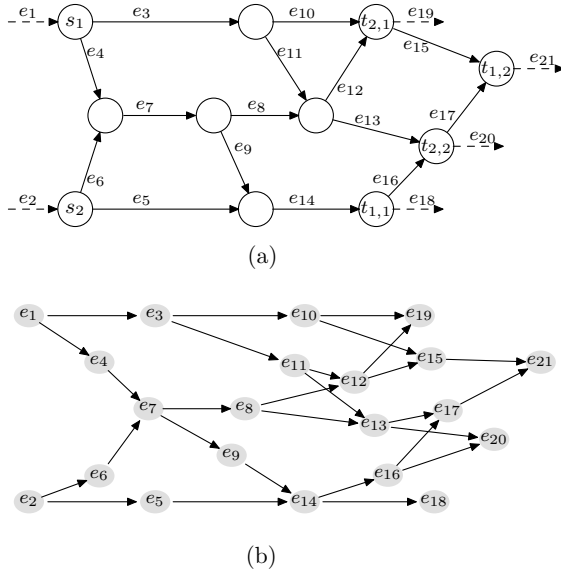 e1 s1 e3 e10 t2,1 e19
e4 e11 e15
t1,2 e21
e7 e8 e12 e13 e17
e9 e20
e6 e16
e2 s2 e5 e14 t1,1 e18
t2,2
(a)
e1 e3 e10 e19
e4 e11 e12 e15 e21
e7 e8 e13 e17
e9 e20
e6 e16
e2 e5 e14 e18
(b)